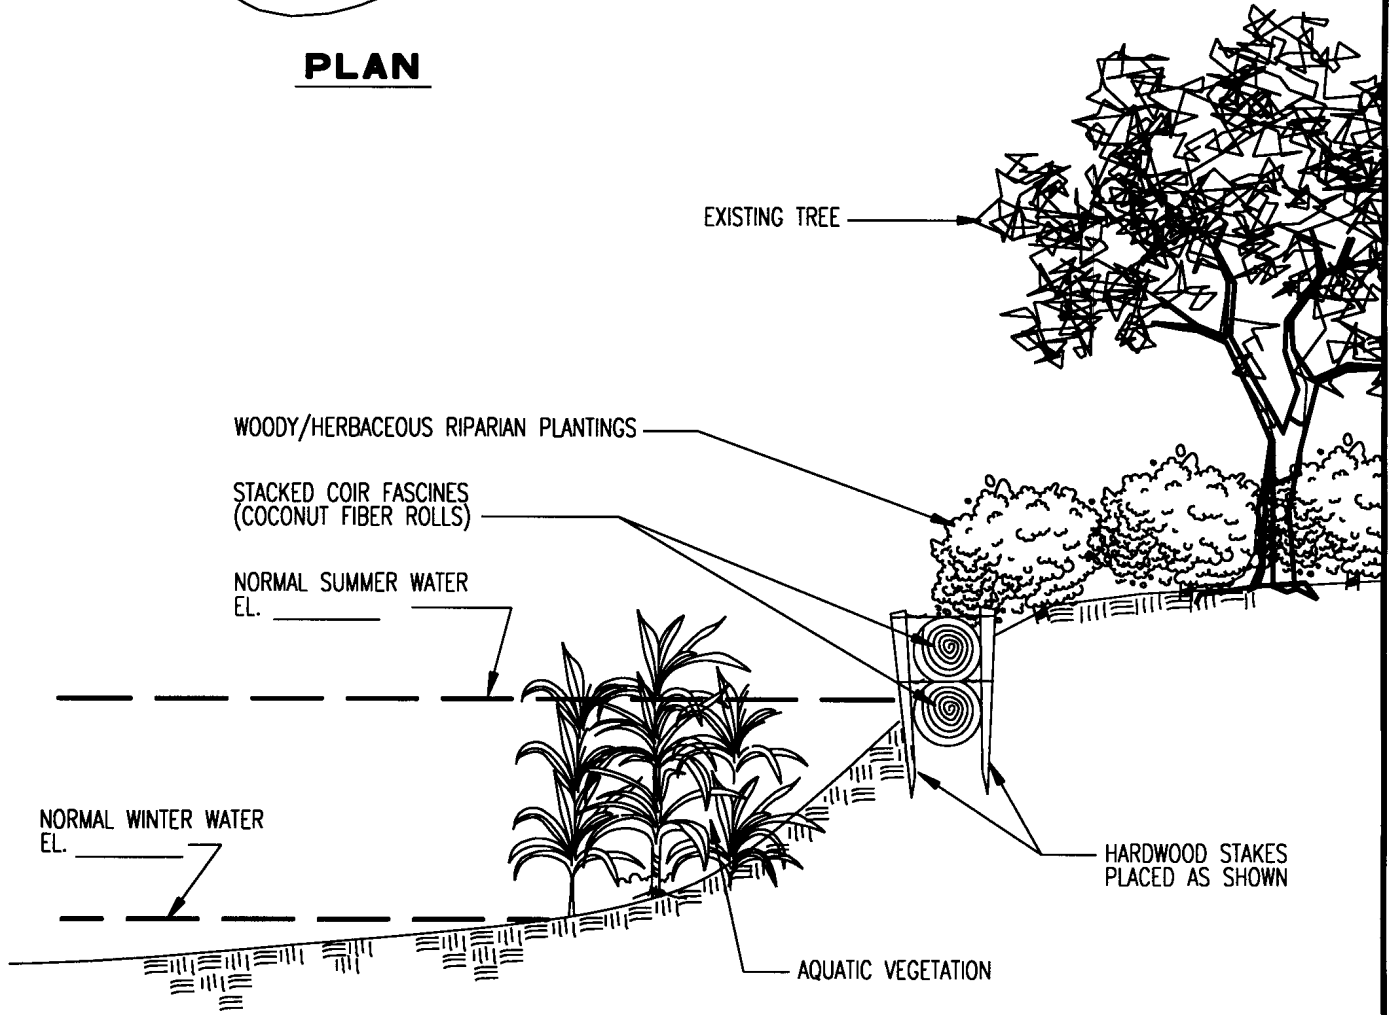 PLAN
EXISTING TREE
WOODY/HERBACEOUS RIPARIAN PLANTINGS
STACKED COIR FASCINES
(COCONUT FIBER ROLLS)
NORMAL SUMMER WATER
EL.
NORMAL WINTER WATER
EL.
HARDWOOD STAKES
PLACED AS SHOWN
AQUATIC VEGETATION